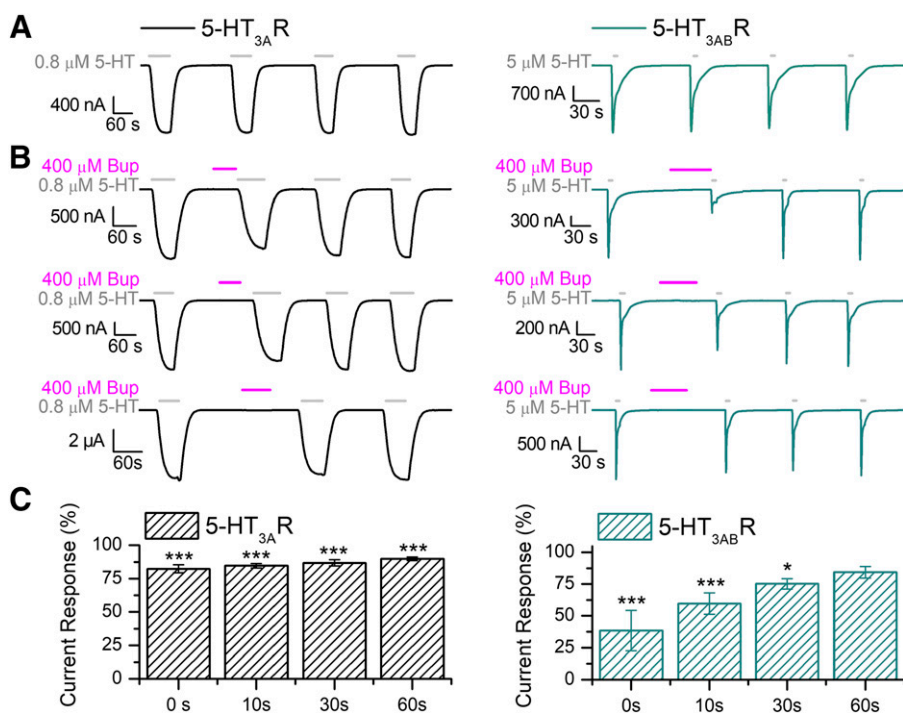 A
5-HT3AR
5-HT3ABR
0.8 μM 5-HT
400 nA
60 s
5 μM 5-HT
700 nA
30 s
B
400 μM Bup
0.8 μM 5-HT
500 nA
60 s
400 μM Bup
5 μM 5-HT
300 nA
30 s
400 μM Bup
0.8 μM 5-HT
500 nA
60 s
400 μM Bup
5 μM 5-HT
200 nA
30 s
400 μM Bup
0.8 μM 5-HT
2 μA
60s
400 μM Bup
5 μM 5-HT
500 nA
30 s
C
5-HT3AR
Current Response (%)
100
75
50
25
0
*** *** *** ***
0 s 10s 30s 60s
5-HT3ABR
Current Response (%)
100
75
50
25
0
*** *** *
0s 10s 30s 60s